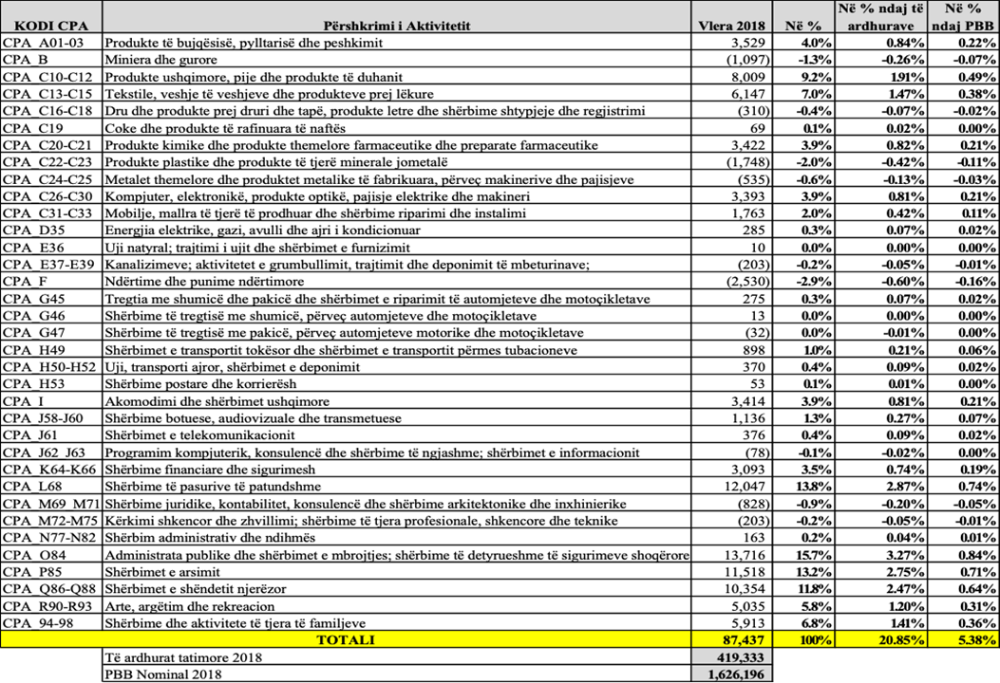 KODI CPA Përshkrimi i Aktivitetit Vlera 2018 Në % Në % ndaj të ardhurave Në % ndaj PBB
CPA_A01-03 Produkte të bujqësisë, pylltarisë dhe peshkimit 3,529 4.0% 0.84% 0.22%
CPA_B Miniera dhe gurore (1,097) -1.3% -0.26% -0.07%
CPA_C10-C12 Produkte ushqimore, pije dhe produkte të duhanit 8,009 9.2% 1.91% 0.49%
CPA_C13-C15 Tekstile, veshje të veshjeve dhe produkteve prej lëkure 6,147 7.0% 1.47% 0.38%
CPA_C16-C18 Dru dhe produkte prej druri dhe tapë, produkte letre dhe shërbime shtypjeje dhe regjistrimi (310) -0.4% -0.07% -0.02%
CPA_C19 Coke dhe produkte të rafinuara të naftës 69 0.1% 0.02% 0.00%
CPA_C20-C21 Produkte kimike dhe produkte themelore farmaceutike dhe preparate farmaceutike 3,422 3.9% 0.82% 0.21%
CPA_C22-C23 Produkte plastike dhe produkte të tjerë minerale jometalë (1,748) -2.0% -0.42% -0.11%
CPA_C24-C25 Metalet themelore dhe produktet metalike të fabrikuara, përveç makinerive dhe pajisjeve (535) -0.6% -0.13% -0.03%
CPA_C26-C30 Kompjuter, elektronikë, produkte optikë, pajisje elektrike dhe makineri 3,393 3.9% 0.81% 0.21%
CPA_C31-C33 Mobilje, mallra të tjerë të prodhuar dhe shërbime riparimi dhe instalimi 1,763 2.0% 0.42% 0.11%
CPA_D35 Energjia elektrike, gazi, avulli dhe ajri i kondicionuar 285 0.3% 0.07% 0.02%
CPA_E36 Uji natyral; trajtimi i ujit dhe shërbimet e furnizimit 10 0.0% 0.00% 0.00%
CPA_E37-E39 Kanalizimeve; aktivitetet e grumbullimit, trajtimit dhe deponimit të mbeturinave; (203) -0.2% -0.05% -0.01%
CPA_F Ndërtime dhe punime ndërtimore (2,530) -2.9% -0.60% -0.16%
CPA_G45 Tregtia me shumicë dhe pakicë dhe shërbimet e riparimit të automjeteve dhe motoçikletave 275 0.3% 0.07% 0.02%
CPA_G46 Shërbime të tregtisë me shumicë, përveç automjeteve dhe motoçikletave 13 0.0% 0.00% 0.00%
CPA_G47 Shërbime të tregtisë me pakicë, përveç automjeteve motorike dhe motoçikletave (32) 0.0% -0.01% 0.00%
CPA_H49 Shërbimet e transportit tokësor dhe shërbimet e transportit përmes tubacioneve 898 1.0% 0.21% 0.06%
CPA_H50-H52 Uji, transporti ajror, shërbimet e deponimit 370 0.4% 0.09% 0.02%
CPA_H53 Shërbime postare dhe korrierësh 53 0.1% 0.01% 0.00%
CPA_I Akomodimi dhe shërbimet ushqimore 3,414 3.9% 0.81% 0.21%
CPA_J58-J60 Shërbime botuese, audiovizuale dhe transmetuese 1,136 1.3% 0.27% 0.07%
CPA_J61 Shërbimet e telekomunikacionit 376 0.4% 0.09% 0.02%
CPA_J62_J63 Programim kompjuterik, konsulencë dhe shërbime të ngjashme; shërbimet e informacionit (78) -0.1% -0.02% 0.00%
CPA_K64-K66 Shërbime financiare dhe sigurimesh 3,093 3.5% 0.74% 0.19%
CPA_L68 Shërbime të pasurive të patundshme 12,047 13.8% 2.87% 0.74%
CPA_M69_M71 Shërbime juridike, kontabilitet, konsulencë dhe shërbime arkitektonike dhe inxhinierike (828) -0.9% -0.20% -0.05%
CPA_M72-M75 Kërkimi shkencor dhe zhvillimi; shërbime të tjera profesionale, shkencore dhe teknike (203) -0.2% -0.05% -0.01%
CPA_N77-N82 Shërbim administrativ dhe ndihmës 163 0.2% 0.04% 0.01%
CPA_O84 Administrata publike dhe shërbimet e mbrojtjes; shërbime të detyrueshme të sigurimeve shoqërore 13,716 15.7% 3.27% 0.84%
CPA_P85 Shërbimet e arsimit 11,518 13.2% 2.75% 0.71%
CPA_Q86-Q88 Shërbimet e shëndetit njerëzor 10,354 11.8% 2.47% 0.64%
CPA_R90-R93 Arte, argëtim dhe rekreacion 5,035 5.8% 1.20% 0.31%
CPA_94-98 Shërbime dhe aktivitete të tjera të familjeve 5,913 6.8% 1.41% 0.36%
TOTALI 87,437 100% 20.85% 5.38%
Të ardhurat tatimore 2018 419,333
PBB Nominal 2018 1,626,196